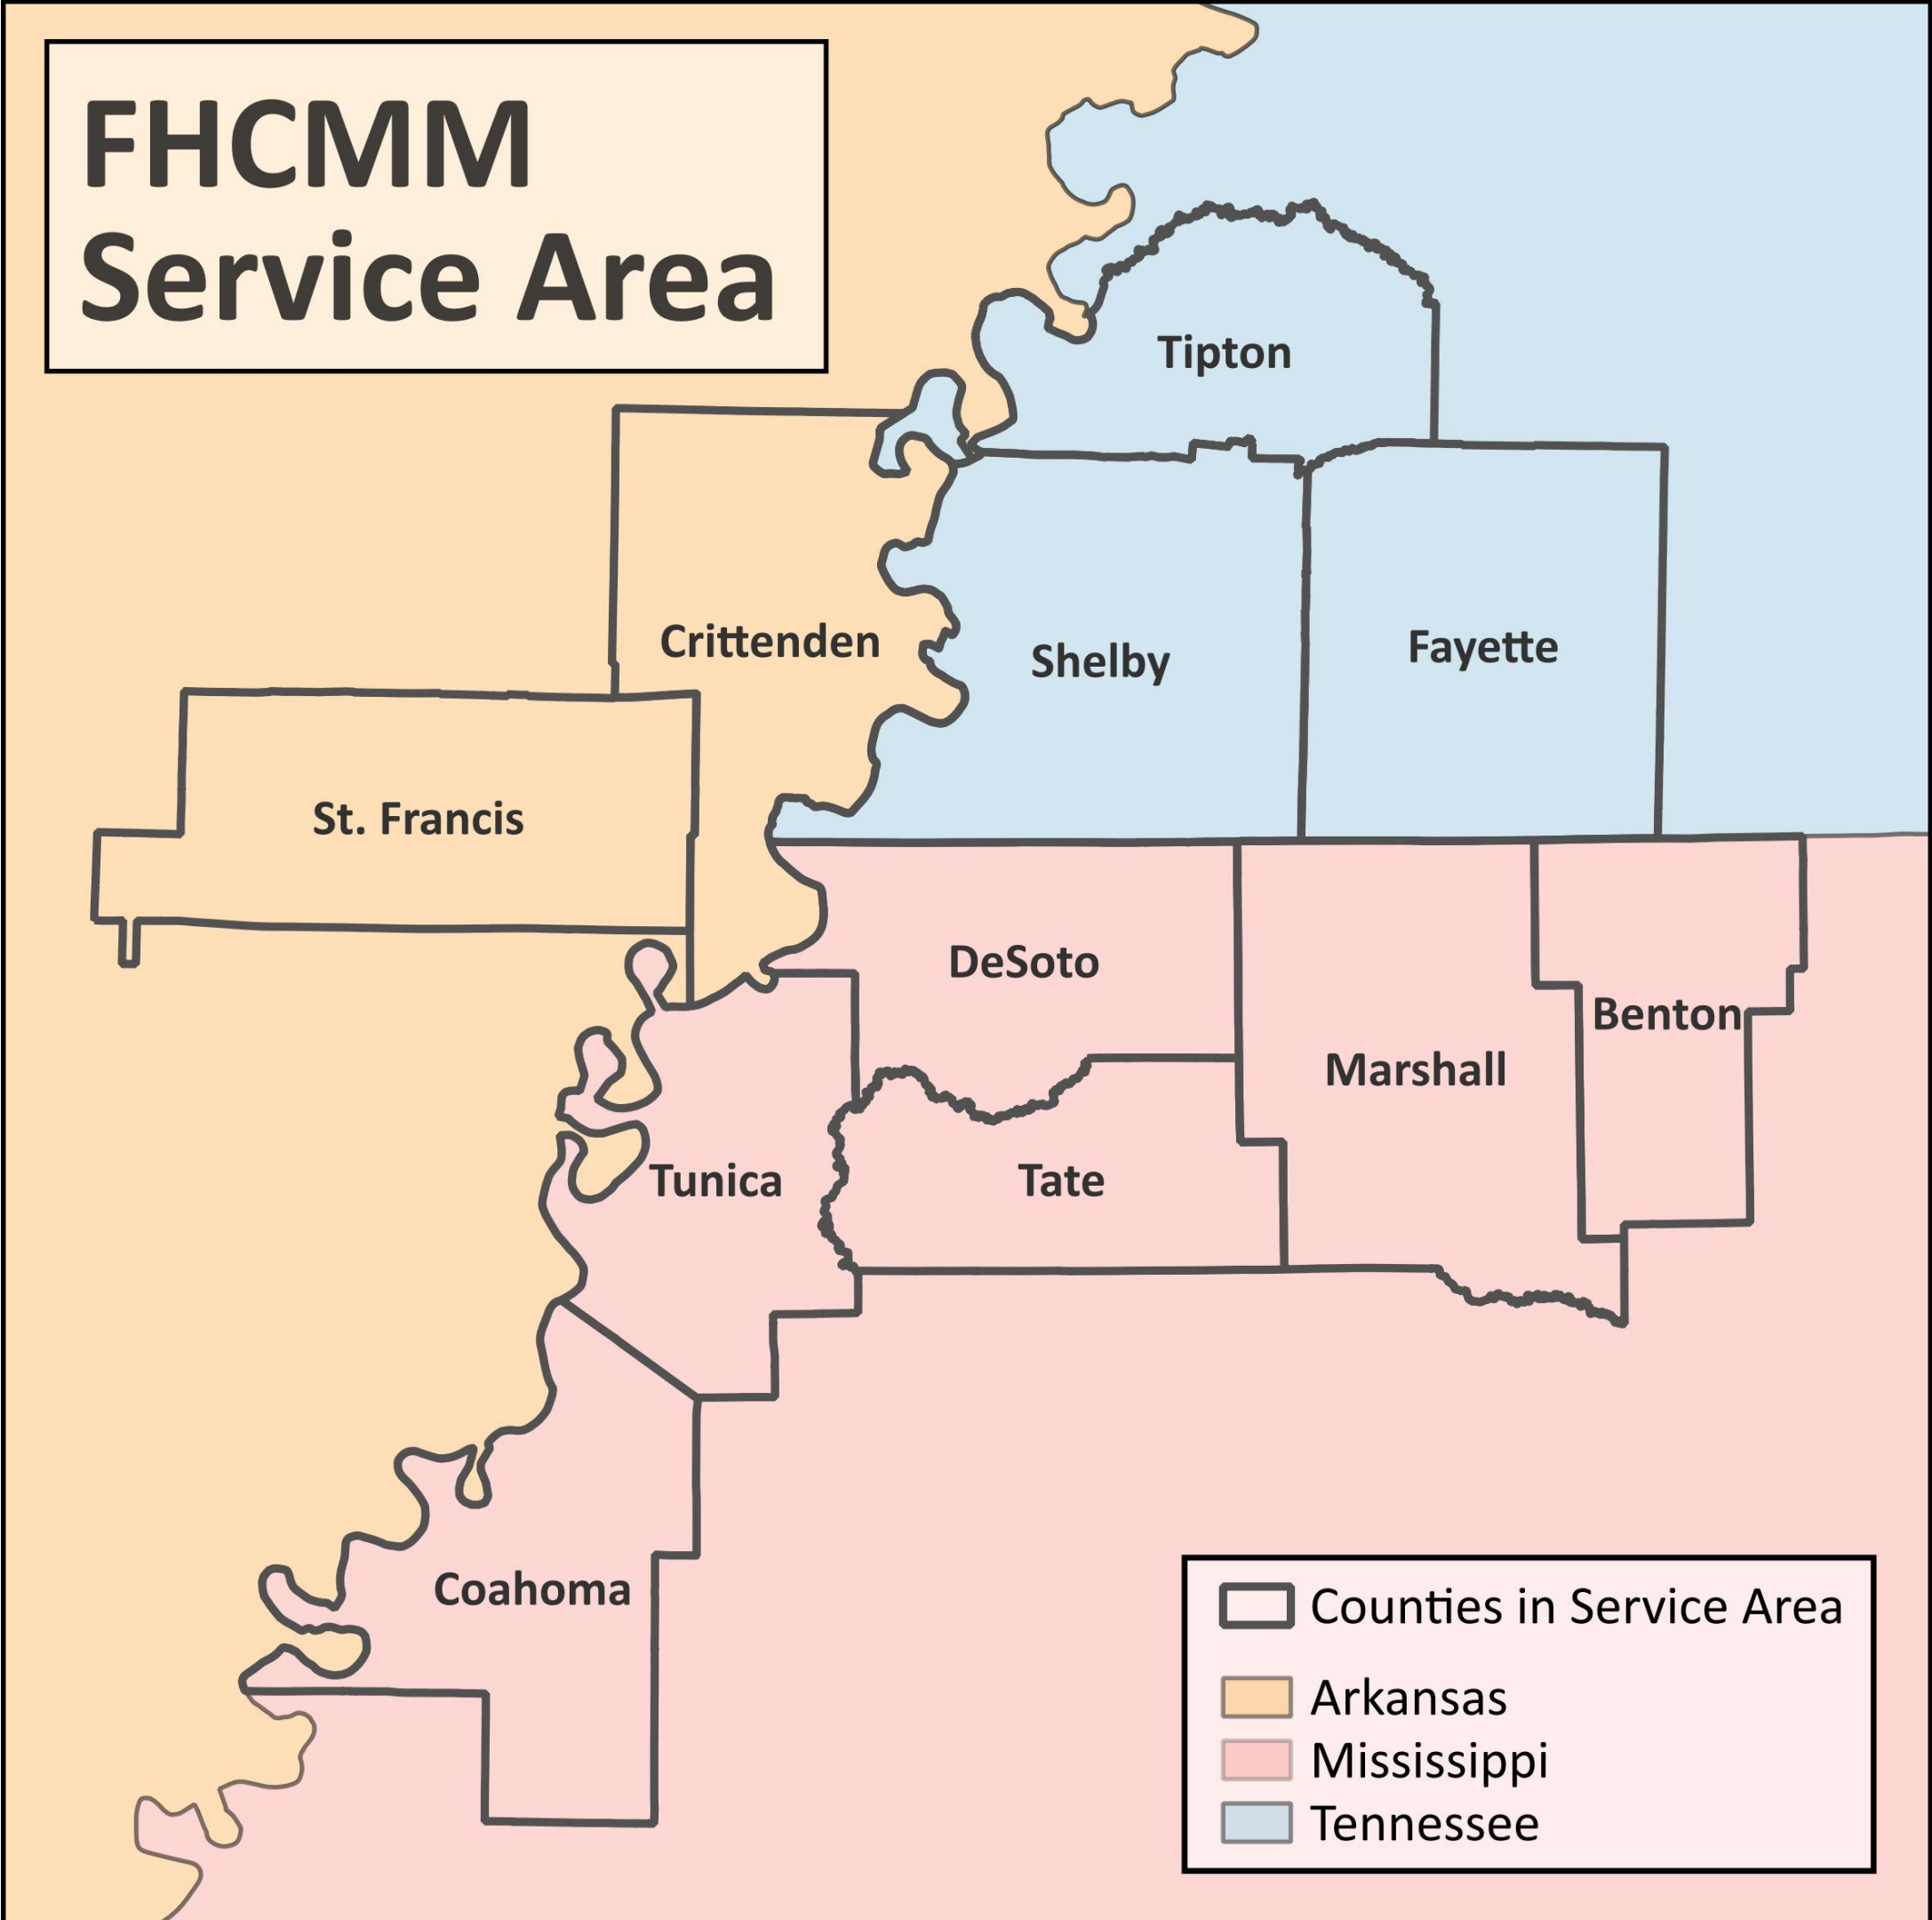 FHCMM
Service Area
Tipton
Crittenden
Shelby
Fayette
St. Francis
DeSoto
Benton
Marshall
Tunica
Tate
Coahoma
Counties in Service Area
Arkansas
Mississippi
Tennessee